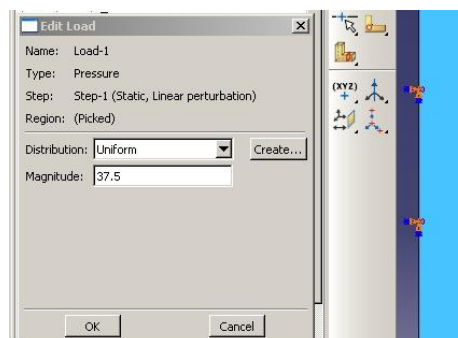 Edit Load
Name: Load-1
Type: Pressure
Step: Step-1 (Static, Linear perturbation)
Region: (Picked)
Distribution: Uniform Create...
Magnitude: 37.5
OK Cancel
(XYZ)